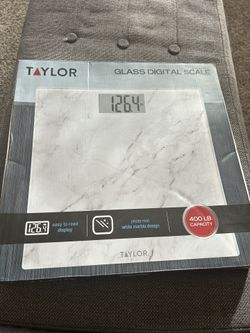 TAYLOR
GLASS DIGITAL SCALE
126.4
126.4
easy to read
display
photo real
white marble design
400 LB
CAPACITY
TAYLOR